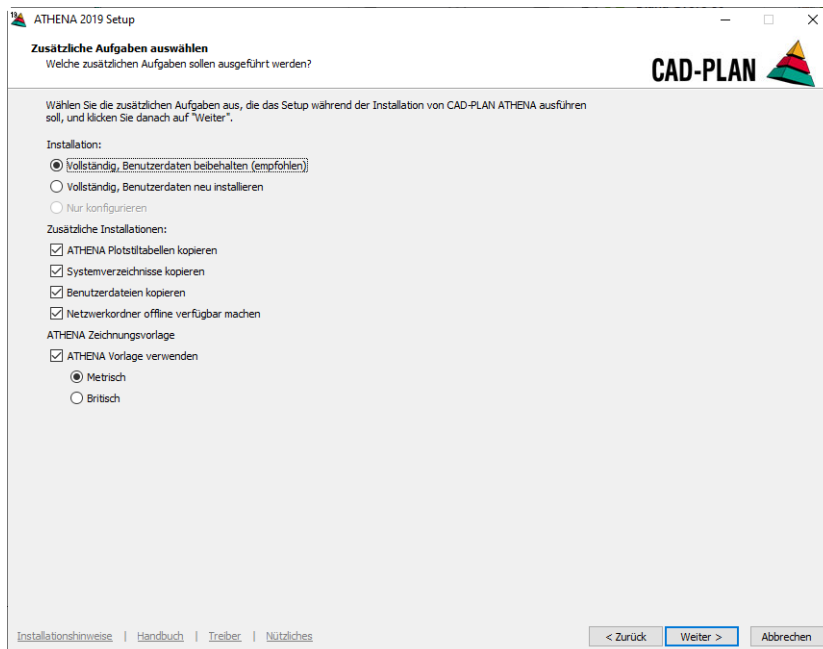 ATHENA 2019 Setup
Zusätzliche Aufgaben auswählen
Welche zusätzlichen Aufgaben sollen ausgeführt werden?
CAD-PLAN
Wählen Sie die zusätzlichen Aufgaben aus, die das Setup während der Installation von CAD-PLAN ATHENA ausführen
soll, und klicken Sie danach auf "Weiter".
Installation:
Vollständig, Benutzerdaten beibehalten (empfohlen)
Vollständig, Benutzerdaten neu installieren
Nur konfigurieren
Zusätzliche Installationen:
ATHENA Plotstiltabellen kopieren
Systemverzeichnisse kopieren
Benutzerdateien kopieren
Netzwerkordner offline verfügbar machen
ATHENA Zeichnungsvorlage
ATHENA Vorlage verwenden
Metrisch
Britisch
Installationshinweise | Handbuch | Treiber | Nützliches
< Zurück Weiter > Abbrechen